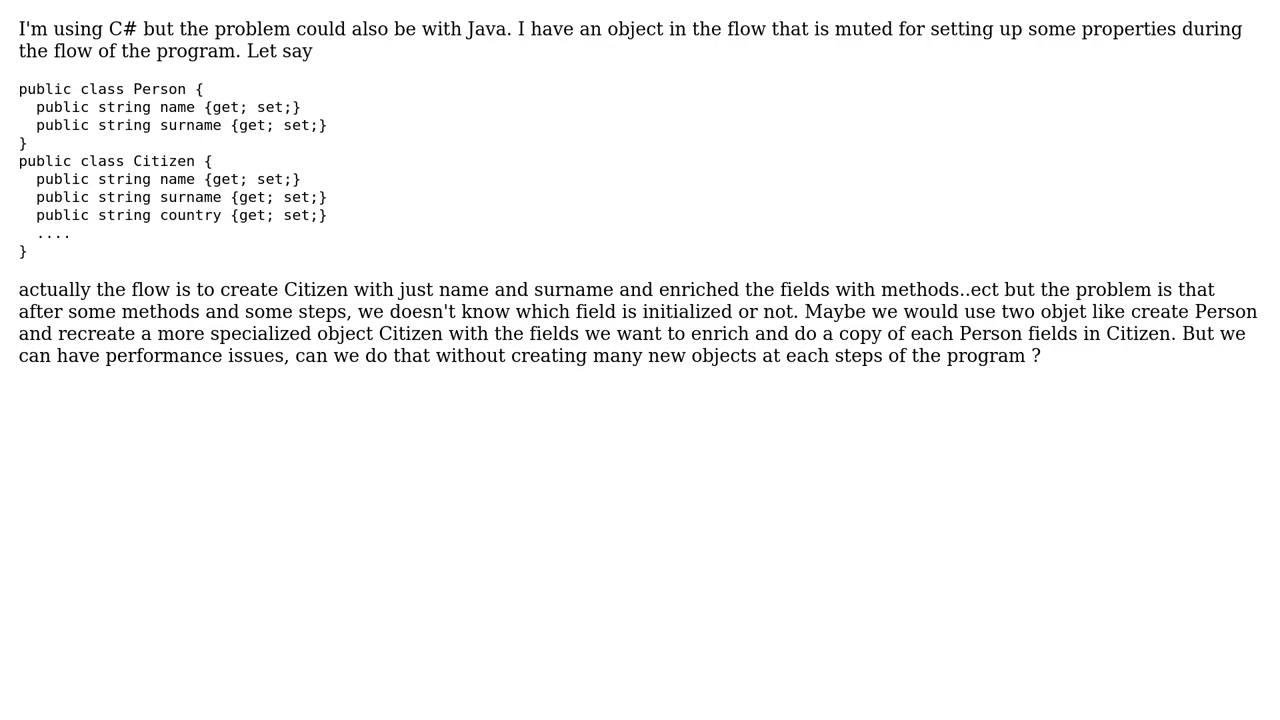 I'm using C# but the problem could also be with Java. I have an object in the flow that is muted for setting up some properties during
the flow of the program. Let say
public class Person {
  public string name {get; set;}
  public string surname {get; set;}
}
public class Citizen {
  public string name {get; set;}
  public string surname {get; set;}
  public string country {get; set;}
  ....
}
actually the flow is to create Citizen with just name and surname and enriched the fields with methods..ect but the problem is that
after some methods and some steps, we doesn't know which field is initialized or not. Maybe we would use two objet like create Person
and recreate a more specialized object Citizen with the fields we want to enrich and do a copy of each Person fields in Citizen. But we
can have performance issues, can we do that without creating many new objects at each steps of the program ?